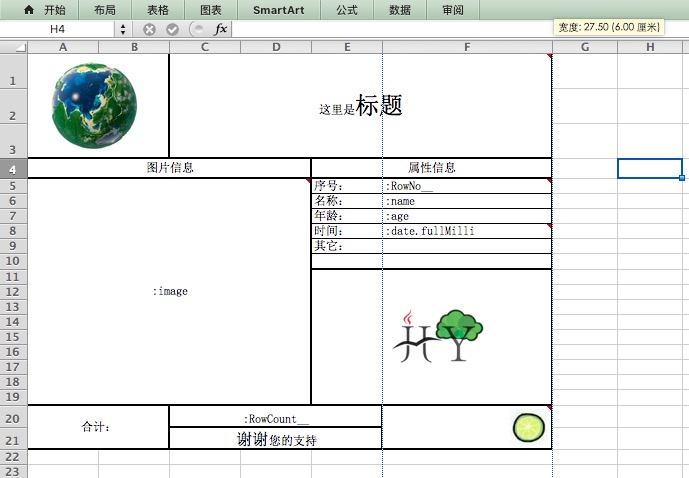 开始 布局 表格 图表 SmartArt 公式 数据 审阅
H4 fx 宽度: 27.50 (6.00 厘米)
A B C D E F G H
1
2 这里是标题
3
4 图片信息 属性信息
5 序号: :RowNo__
6 名称: :name
7 年龄: :age
8 时间: :date.fullMilli
9 其它:
10
11
12 :image
13
14 HY
15
16
17
18
19
20 合计: :RowCount__
21 谢谢您的支持
22
23